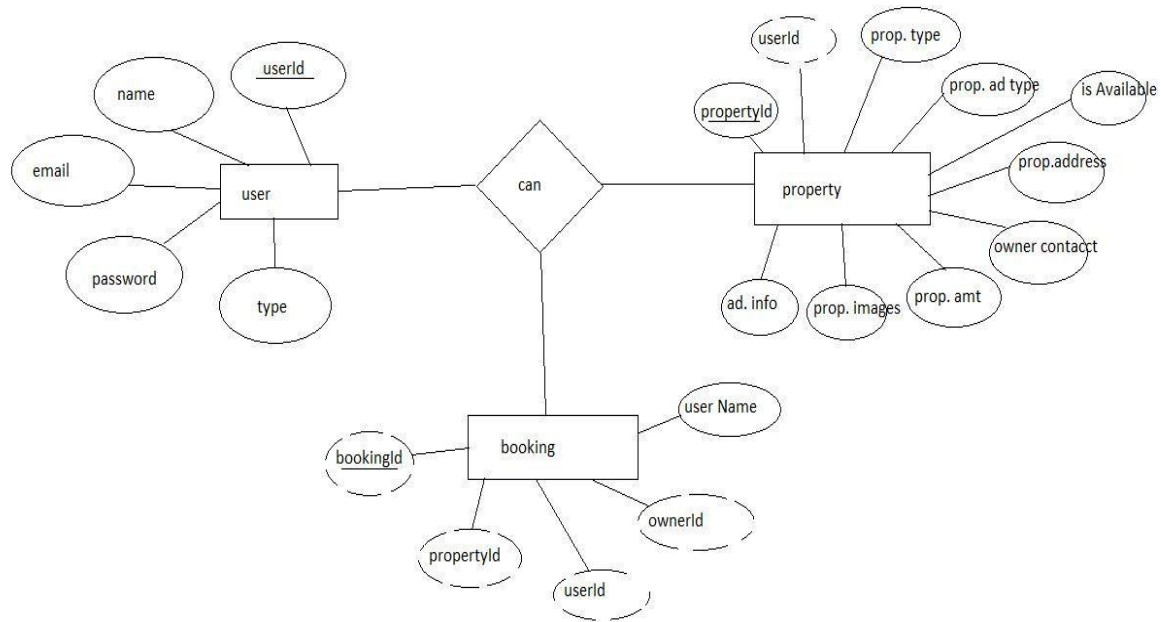 userId
prop. type
userId
name
prop. ad type
is Available
propertyId
email
prop.address
user
can
property
owner contacct
password
type
ad. info
prop. images
prop. amt
user Name
booking
bookingId
ownerId
propertyId
userId